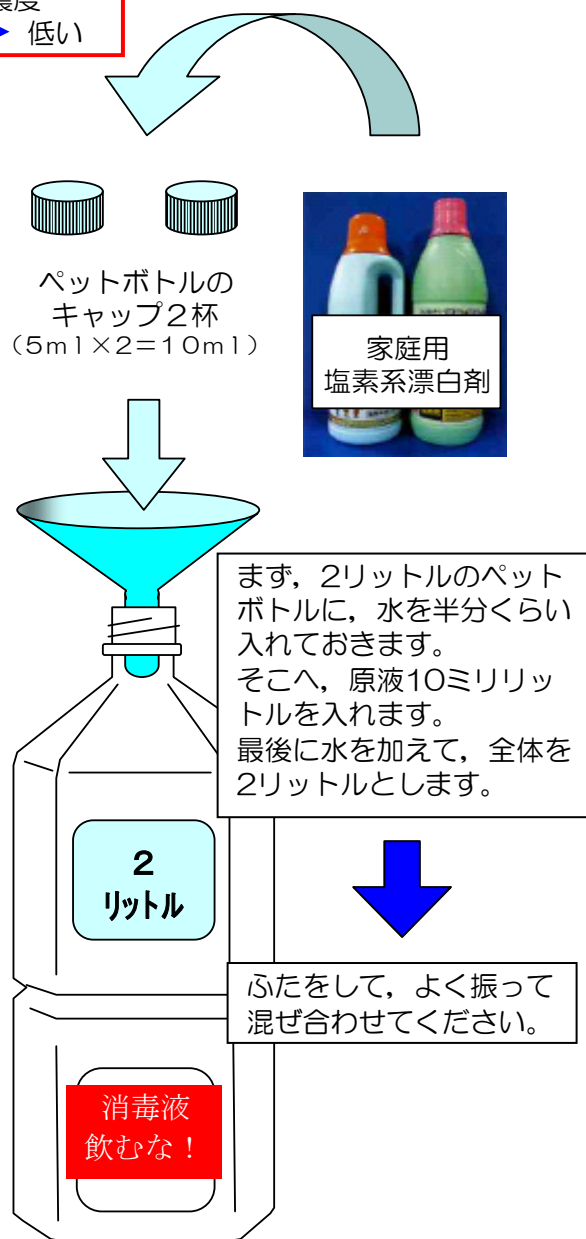 濃度
低い
ペットボトルの
キャップ２杯
（５ｍｌ×２＝１０ｍｌ）
家庭用
塩素系漂白剤
まず，2リットルのペット
ボトルに，水を半分くらい
入れておきます。
そこへ，原液10ミリリッ
トルを入れます。
最後に水を加えて，全体を
2リットルとします。
2
リットル
ふたをして，よく振って
混ぜ合わせてください。
消毒液
飲むな！